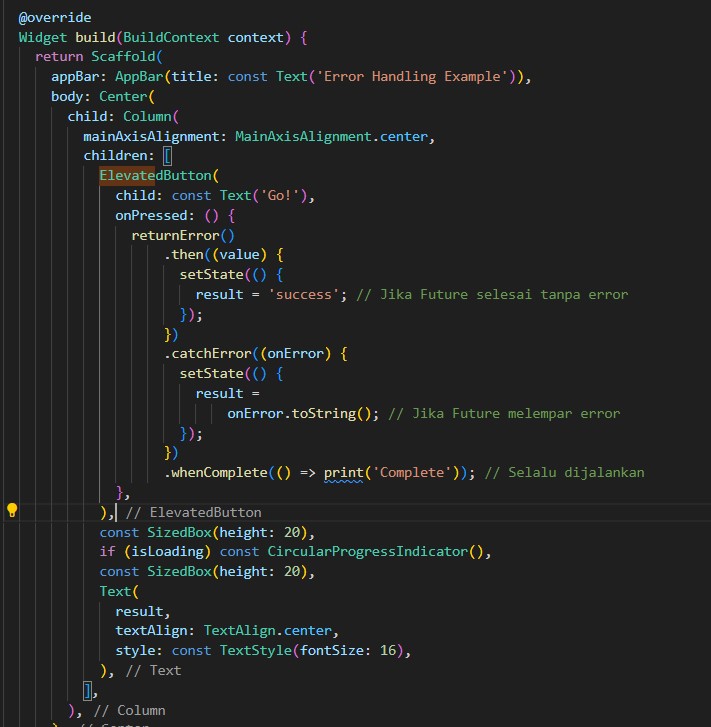 @override
Widget build(BuildContext context) {
  return Scaffold(
    appBar: AppBar(title: const Text('Error Handling Example')),
    body: Center(
      child: Column(
        mainAxisAlignment: MainAxisAlignment.center,
        children: [
          ElevatedButton(
            child: const Text('Go!'),
            onPressed: () {
              returnError()
                  .then((value) {
                    setState(() {
                      result = 'success'; // Jika Future selesai tanpa error
                    });
                  })
                  .catchError((onError) {
                    setState(() {
                      result =
                          onError.toString(); // Jika Future melempar error
                    });
                  })
                  .whenComplete(() => print('Complete')); // Selalu dijalankan
            },
          ), // ElevatedButton
          const SizedBox(height: 20),
          if (isLoading) const CircularProgressIndicator(),
          const SizedBox(height: 20),
          Text(
            result,
            textAlign: TextAlign.center,
            style: const TextStyle(fontSize: 16),
          ), // Text
        ],
      ), // Column